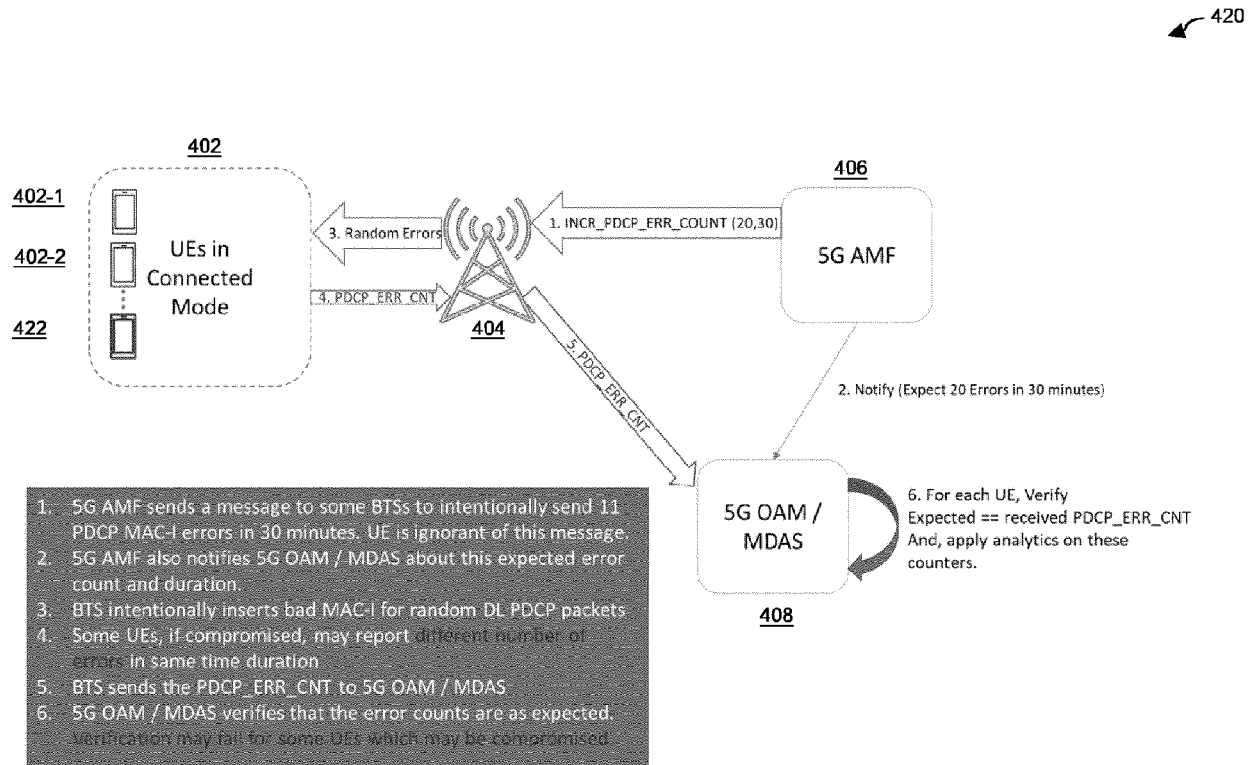 420
402
402-1
402-2
422
UEs in
Connected
Mode
3. Random Errors
4. PDCP_ERR_CNT
404
1. INCR_PDCP_ERR_COUNT (20,30)
406
5G AMF
5. PDCP_ERR_CNT
2. Notify (Expect 20 Errors in 30 minutes)
5G OAM /
MDAS
408
6. For each UE, Verify
Expected == received PDCP_ERR_CNT
And, apply analytics on these
counters.
1. 5G AMF sends a message to some BTSs to intentionally send 11
PDCP MAC-I errors in 30 minutes. UE is ignorant of this message.
2. 5G AMF also notifies 5G OAM / MDAS about this expected error
count and duration.
3. BTS intentionally inserts bad MAC-I for random DL PDCP packets
4. Some UEs, if compromised, may report different number of
errors in same time duration
5. BTS sends the PDCP_ERR_CNT to 5G OAM / MDAS
6. 5G OAM / MDAS verifies that the error counts are as expected.
Verification may fail for some UEs which may be compromised